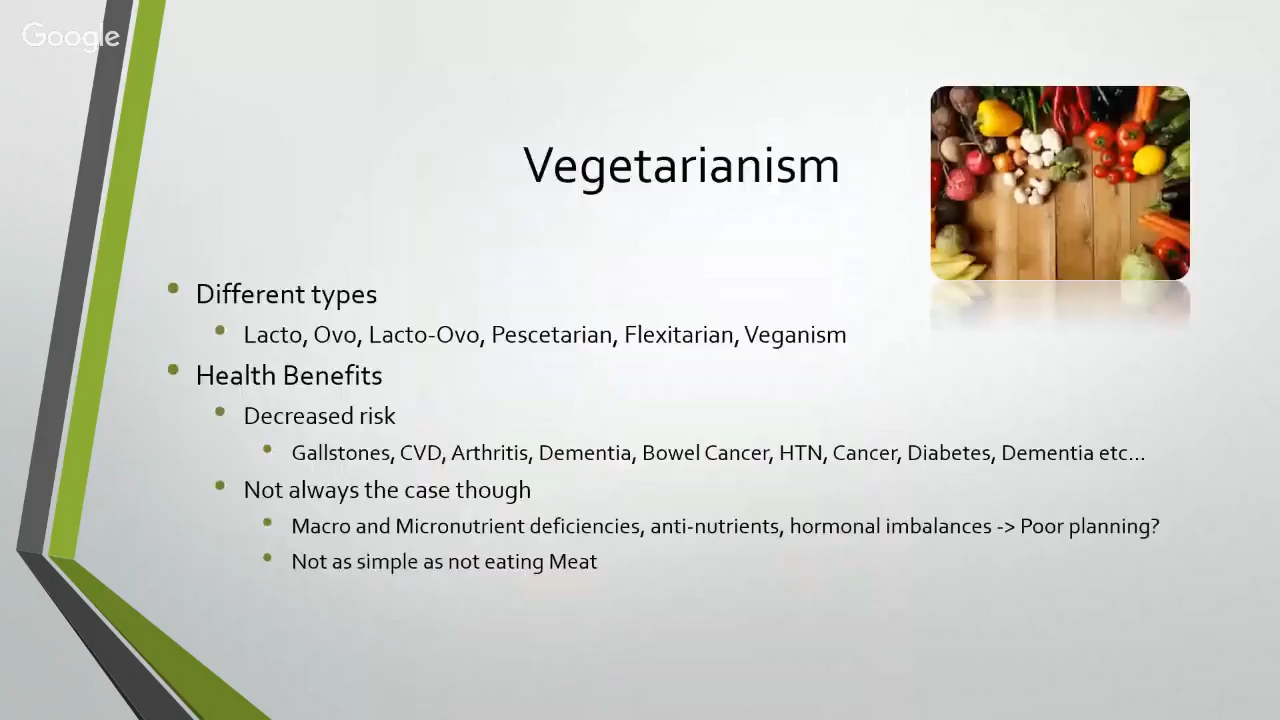 Google
Vegetarianism
Different types
Lacto, Ovo, Lacto-Ovo, Pescetarian, Flexitarian, Veganism
Health Benefits
Decreased risk
Gallstones, CVD, Arthritis, Dementia, Bowel Cancer, HTN, Cancer, Diabetes, Dementia etc...
Not always the case though
Macro and Micronutrient deficiencies, anti-nutrients, hormonal imbalances -> Poor planning?
Not as simple as not eating Meat